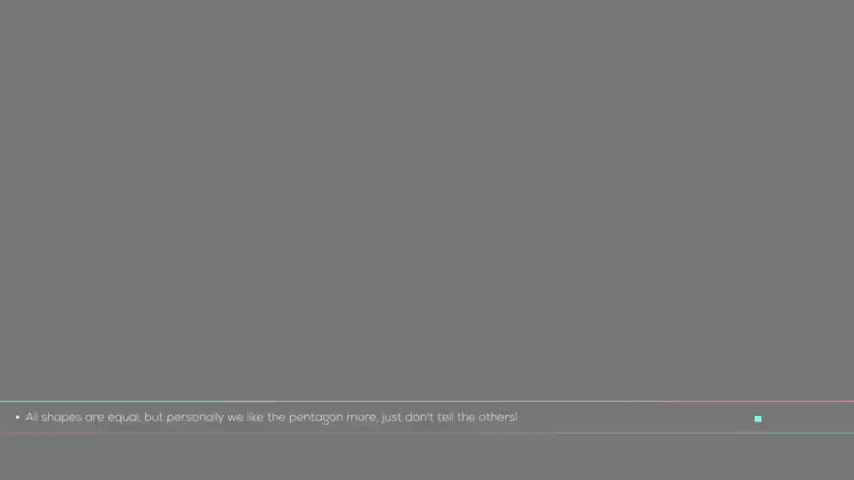 • All shapes are equal, but personally we like the pentagon more, just don't tell the others!